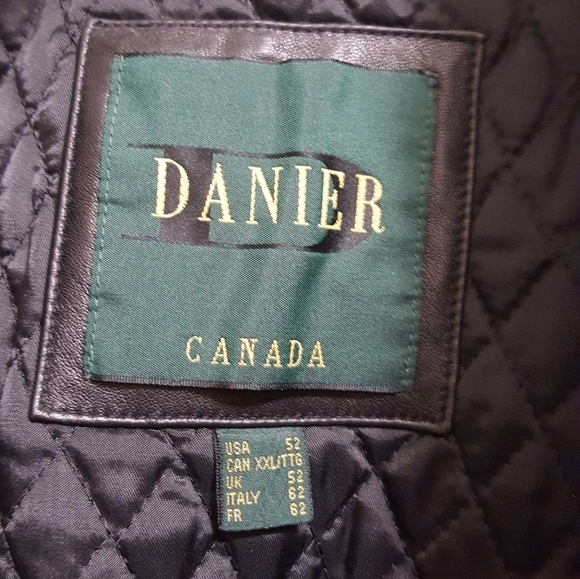 DANIER
CANADA
USA 52
CAN XXL/TTG
UK 52
ITALY 62
FR 62